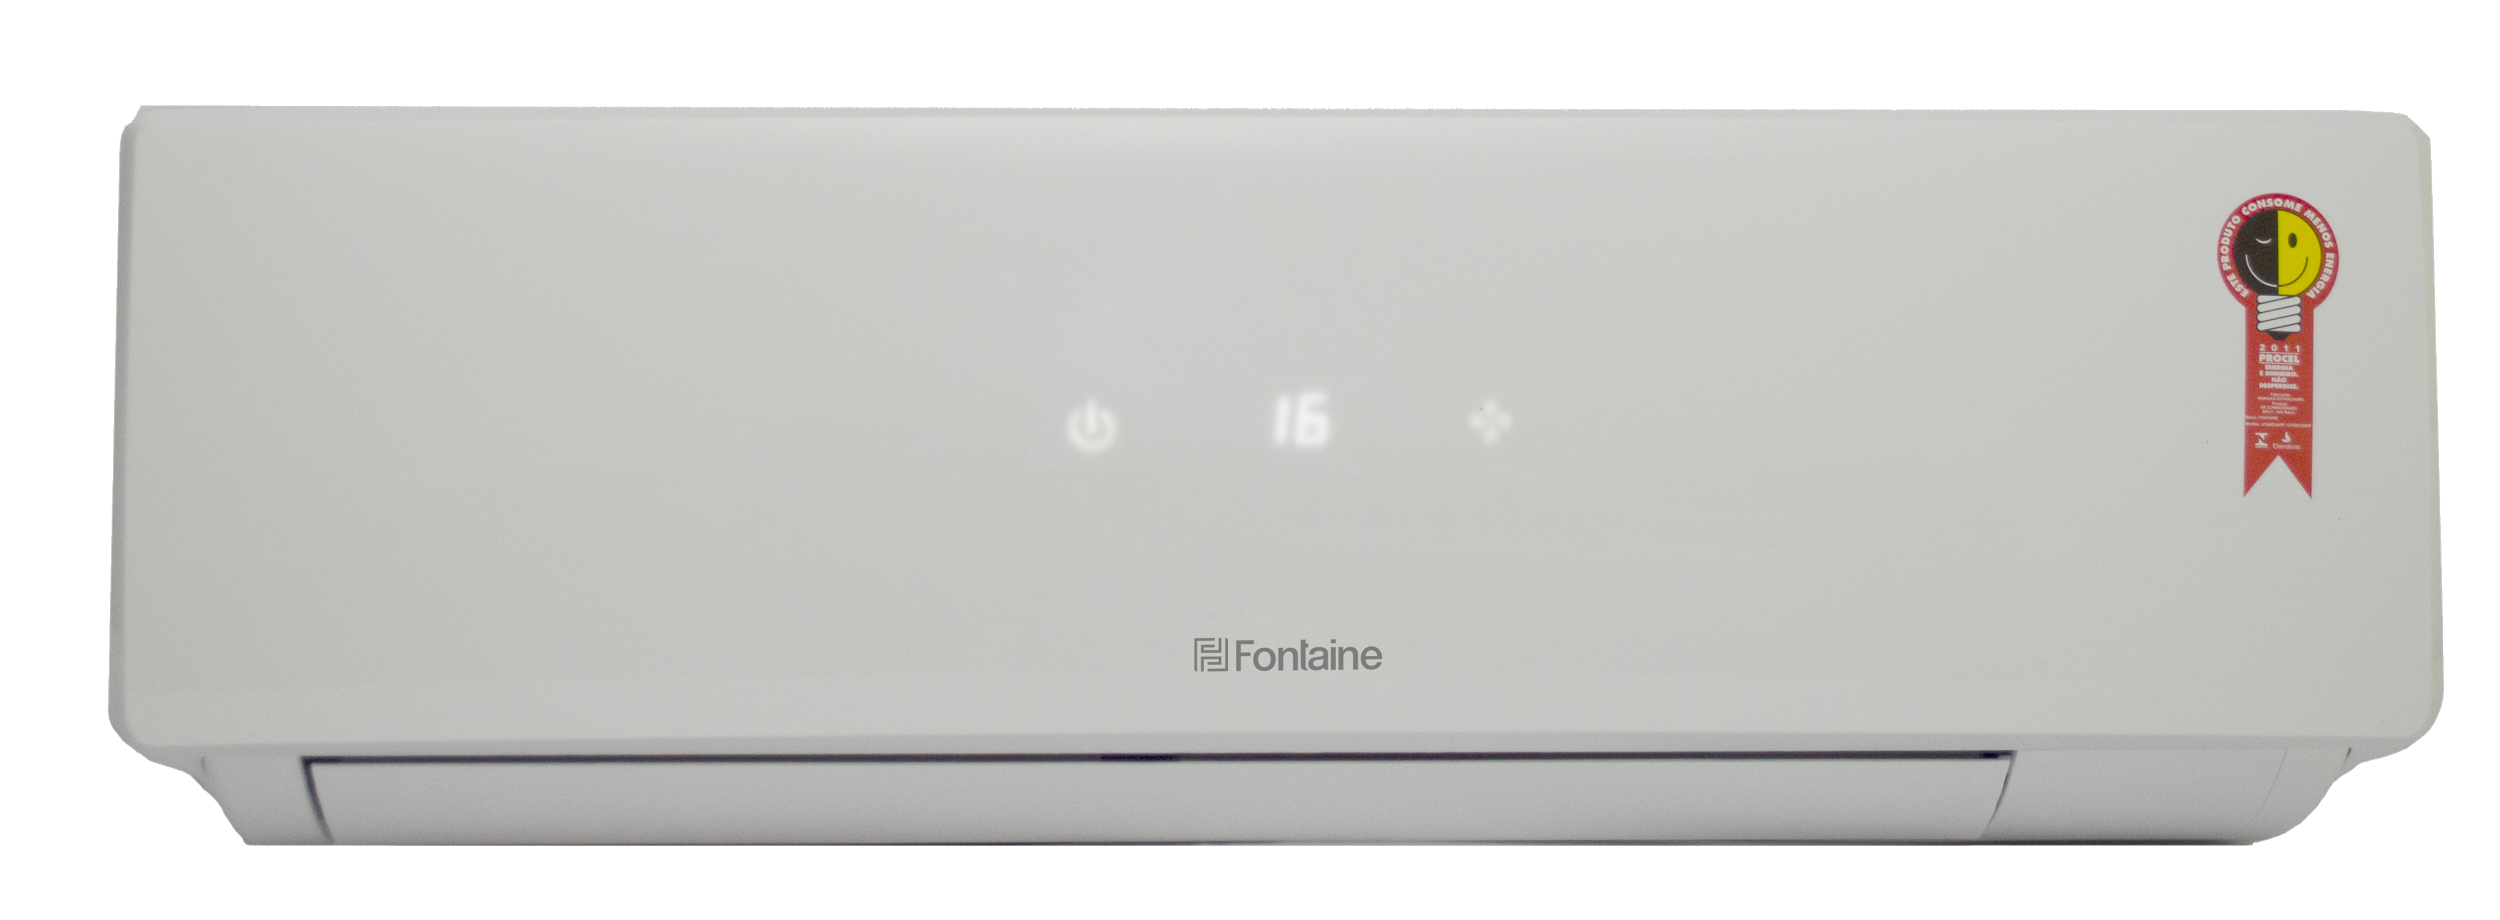 ESTE PRODUTO CONSOME MENOS ENERGIA
2011
PROCEL
ENERGIA
É DINHEIRO.
NÃO
DESPERDICE.
16
Fontaine